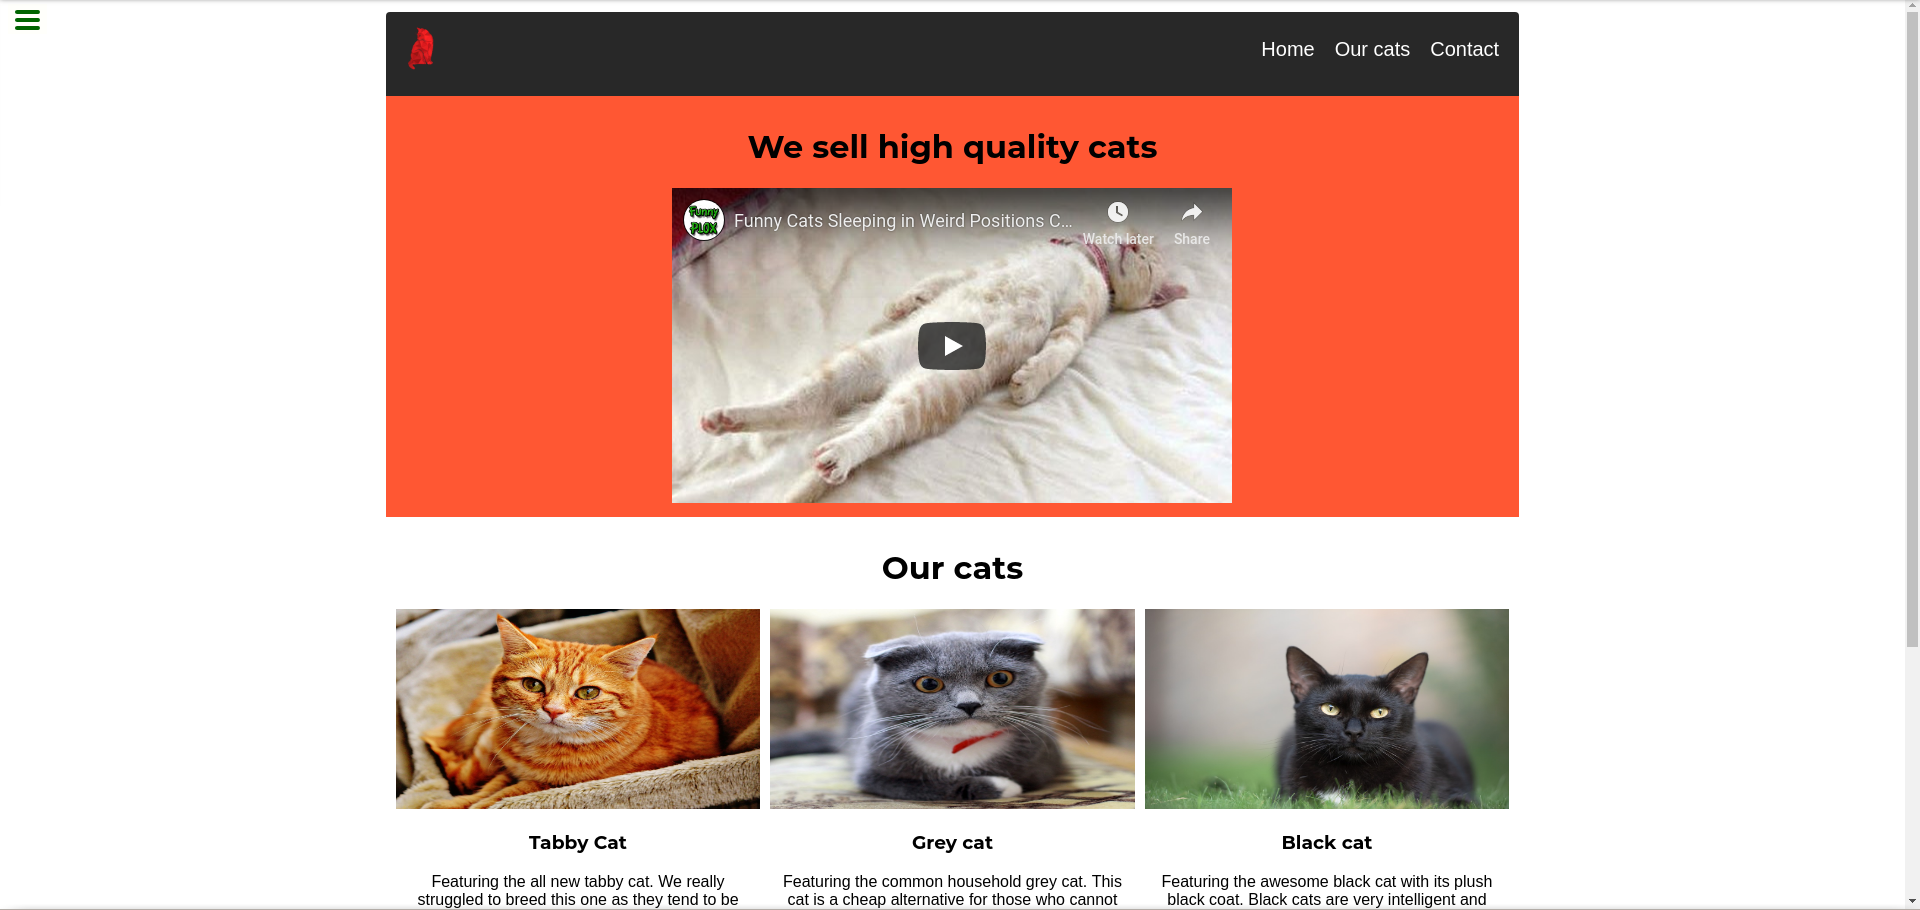 Home Our cats Contact
We sell high quality cats
Funny PLOX
Funny Cats Sleeping in Weird Positions C...
Watch later Share
Our cats
Tabby Cat
Featuring the all new tabby cat. We really
struggled to breed this one as they tend to be
Grey cat
Featuring the common household grey cat. This
cat is a cheap alternative for those who cannot
Black cat
Featuring the awesome black cat with its plush
black coat. Black cats are very intelligent and